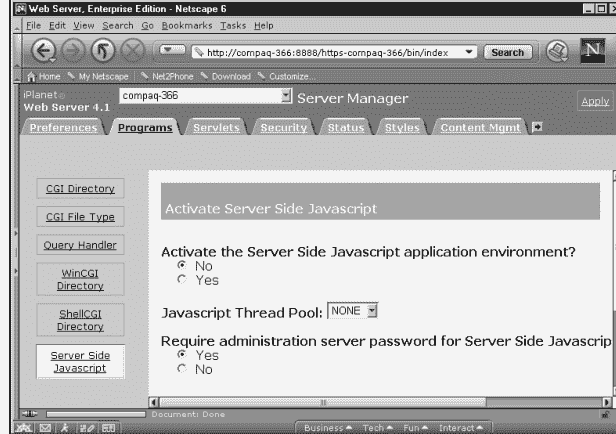 Web Server, Enterprise Edition - Netscape 6
File Edit View Search Go Bookmarks Tasks Help
http://compaq-366:8888/https-compaq-366/bin/index Search N
Home My Netscape Net2Phone Download Customize...
iPlanet
Web Server 4.1 compaq-366 Server Manager Apply
Preferences Programs Servlets Security Status Styles Content Mgmt
CGI Directory
CGI File Type
Query Handler
WinCGI
Directory
ShellCGI
Directory
Server Side
Javascript
Activate Server Side Javascript
Activate the Server Side Javascript application environment?
No
Yes
Javascript Thread Pool: NONE
Require administration server password for Server Side Javascrip
Yes
No
Document: Done
Business Tech Fun Interact